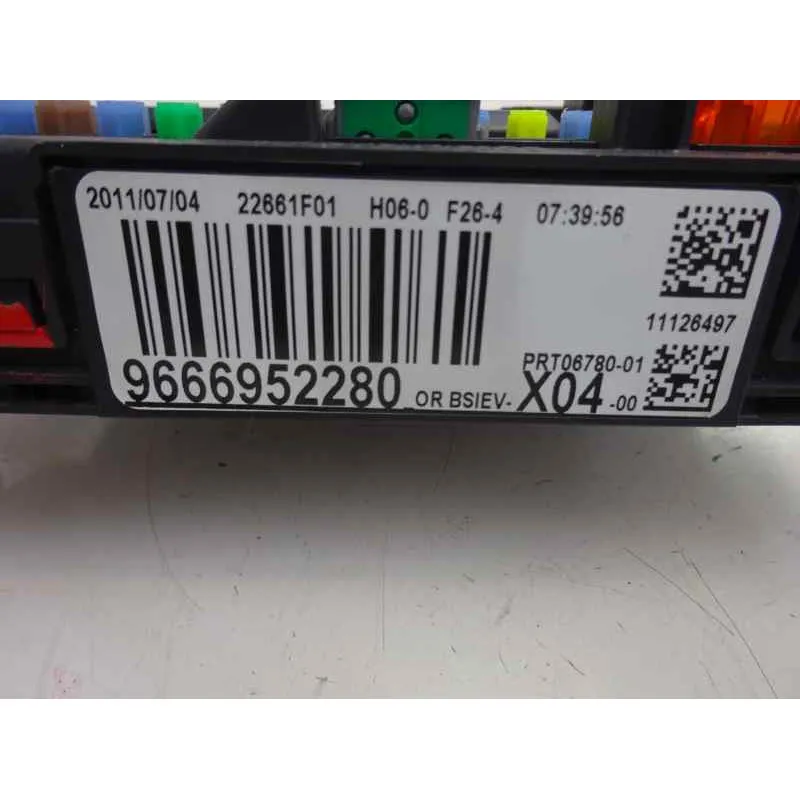 2011/07/04 22661F01 H06-0 F26-4 07:39:56
11126497
PRT06780-01
9666952280 OR BSIEV- X04 -00